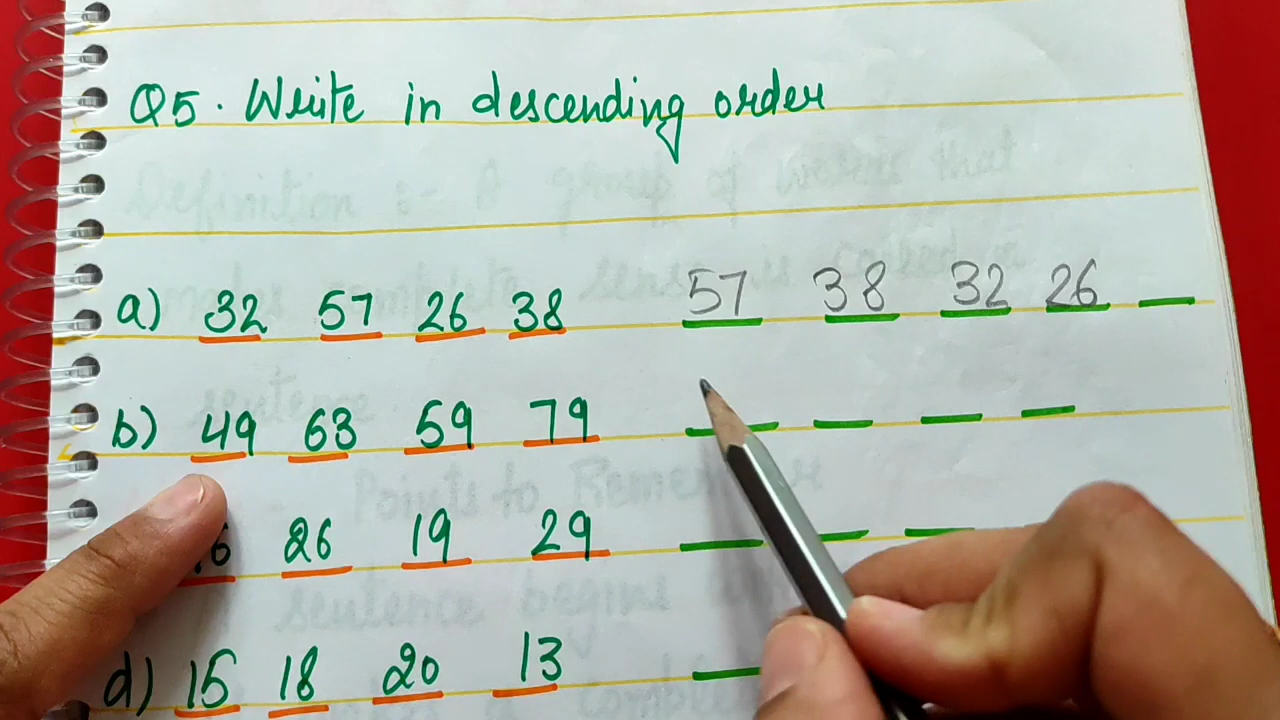 Q5. Write in descending order
a) 32 57 26 38 57 38 32 26
b) 49 63 59 79
26 19 29
d) 15 18 20 13